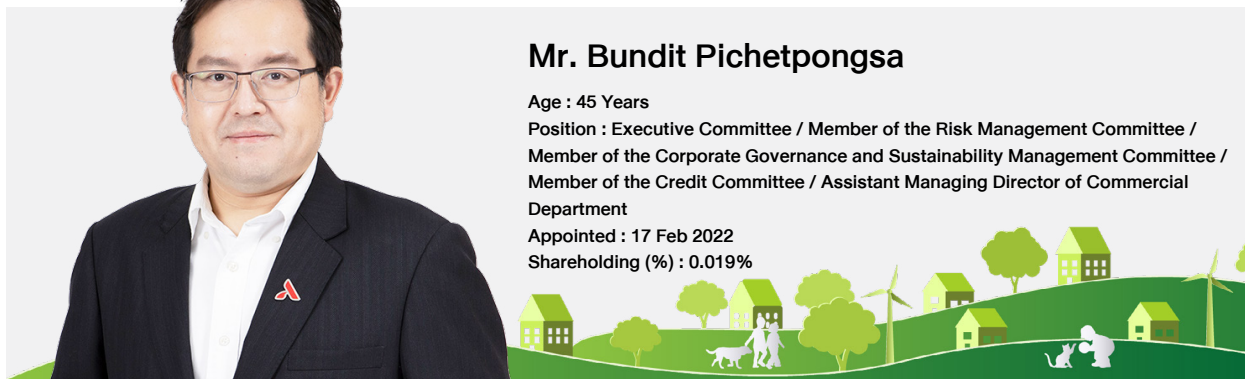 Mr. Bundit Pichetpongsa
Age : 45 Years
Position : Executive Committee / Member of the Risk Management Committee /
Member of the Corporate Governance and Sustainability Management Committee /
Member of the Credit Committee / Assistant Managing Director of Commercial
Department
Appointed : 17 Feb 2022
Shareholding (%) : 0.019%